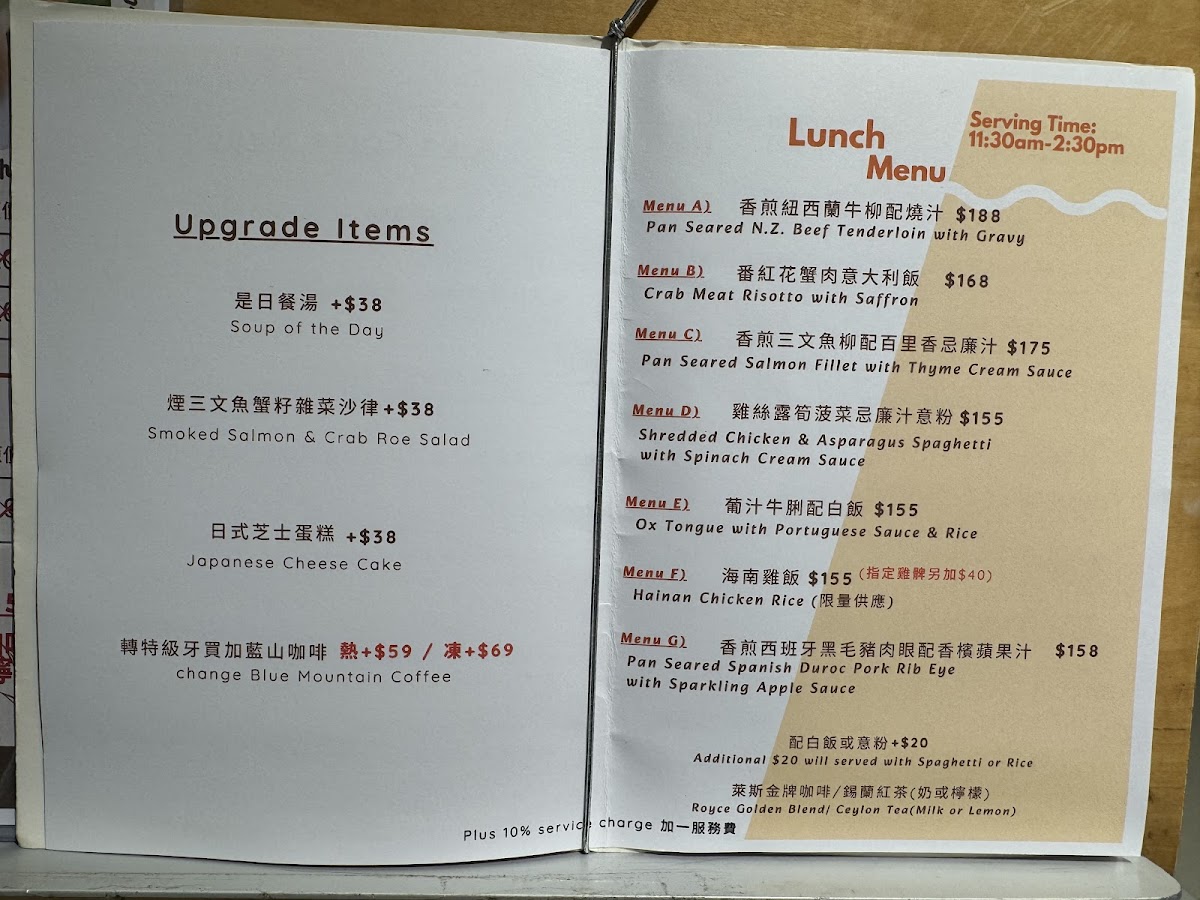 Upgrade Items
是日餐湯 +$38
Soup of the Day
煙三文魚蟹籽雜菜沙律+$38
Smoked Salmon & Crab Roe Salad
日式芝士蛋糕 +$38
Japanese Cheese Cake
轉特級牙買加藍山咖啡 熱+$59 / 凍+$69
change Blue Mountain Coffee
Lunch
Menu
Serving Time:
11:30am-2:30pm
Menu A) 香煎紐西蘭牛柳配燒汁 $188
Pan Seared N.Z. Beef Tenderloin with Gravy
Menu B) 番紅花蟹肉意大利飯 $168
Crab Meat Risotto with Saffron
Menu C) 香煎三文魚柳配百里香忌廉汁 $175
Pan Seared Salmon Fillet with Thyme Cream Sauce
Menu D) 雞絲露筍菠菜忌廉汁意粉 $155
Shredded Chicken & Asparagus Spaghetti
with Spinach Cream Sauce
Menu E) 葡汁牛脷配白飯 $155
Ox Tongue with Portuguese Sauce & Rice
Menu F) 海南雞飯 $155 (指定雞髀另加$40)
Hainan Chicken Rice (限量供應)
Menu G) 香煎西班牙黑毛豬肉眼配香檳蘋果汁 $158
Pan Seared Spanish Duroc Pork Rib Eye
with Sparkling Apple Sauce
配白飯或意粉+$20
Additional $20 will served with Spaghetti or Rice
萊斯金牌咖啡/錫蘭紅茶(奶或檸檬)
Royce Golden Blend/ Ceylon Tea(Milk or Lemon)
Plus 10% service charge 加一服務費